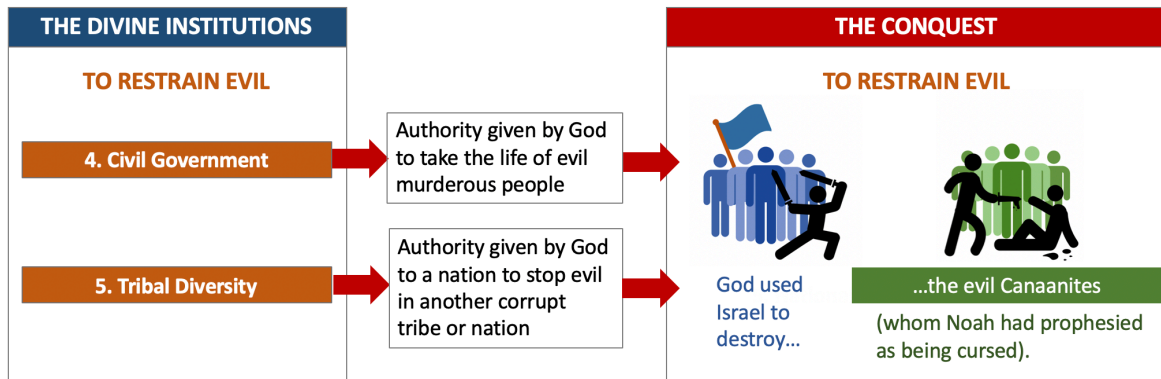 THE DIVINE INSTITUTIONS
TO RESTRAIN EVIL
4. Civil Government
5. Tribal Diversity
Authority given by God
to take the life of evil
murderous people
Authority given by God
to a nation to stop evil
in another corrupt
tribe or nation
THE CONQUEST
TO RESTRAIN EVIL
God used
Israel to
destroy...
...the evil Canaanites
(whom Noah had prophesied
as being cursed).